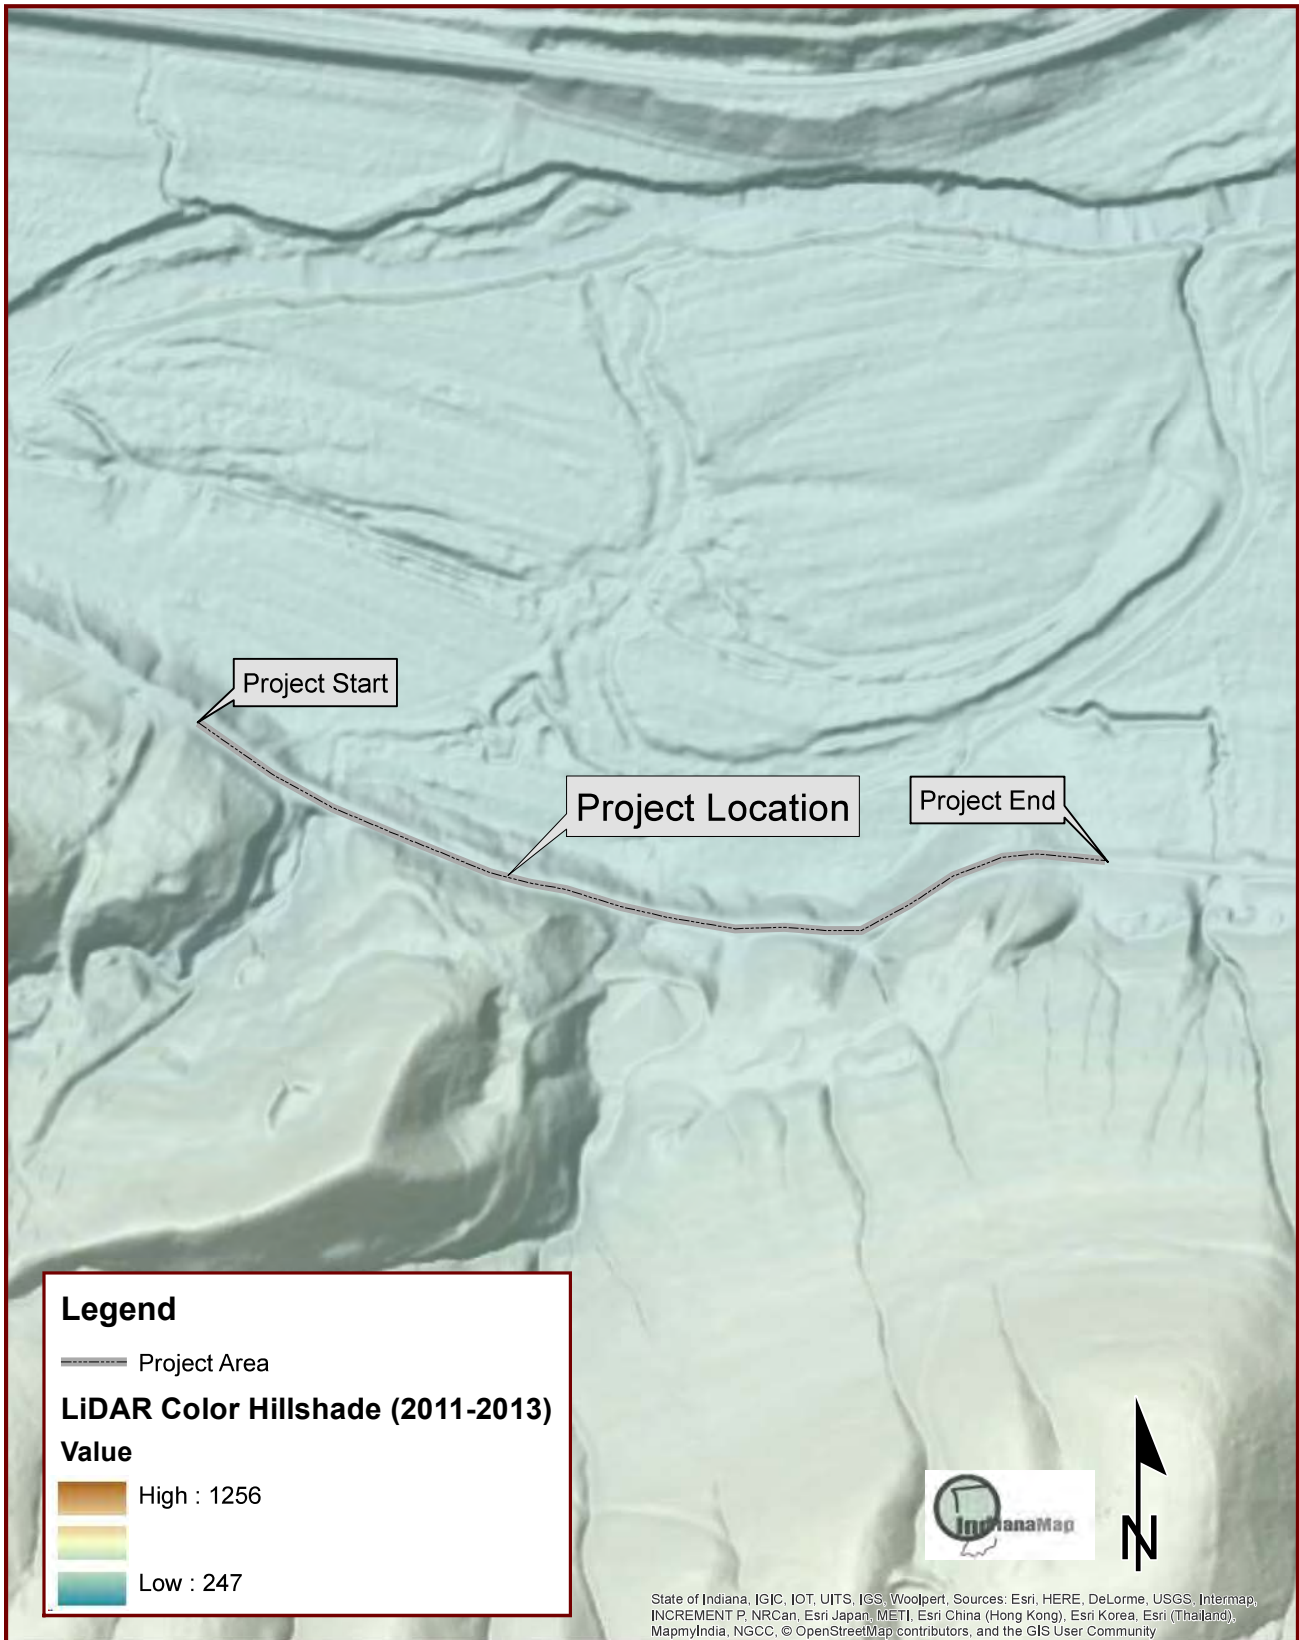 Project Start
Project Location
Project End
Legend
Project Area
LiDAR Color Hillshade (2011-2013)
Value
High : 1256
Low : 247
IndianaMap
N
State of Indiana, IGIC, IOT, UITS, IGS, Woolpert, Sources: Esri, HERE, DeLorme, USGS, Intermap,
INCREMENT P, NRCan, Esri Japan, METI, Esri China (Hong Kong), Esri Korea, Esri (Thailand),
MapmyIndia, NGCC, © OpenStreetMap contributors, and the GIS User Community